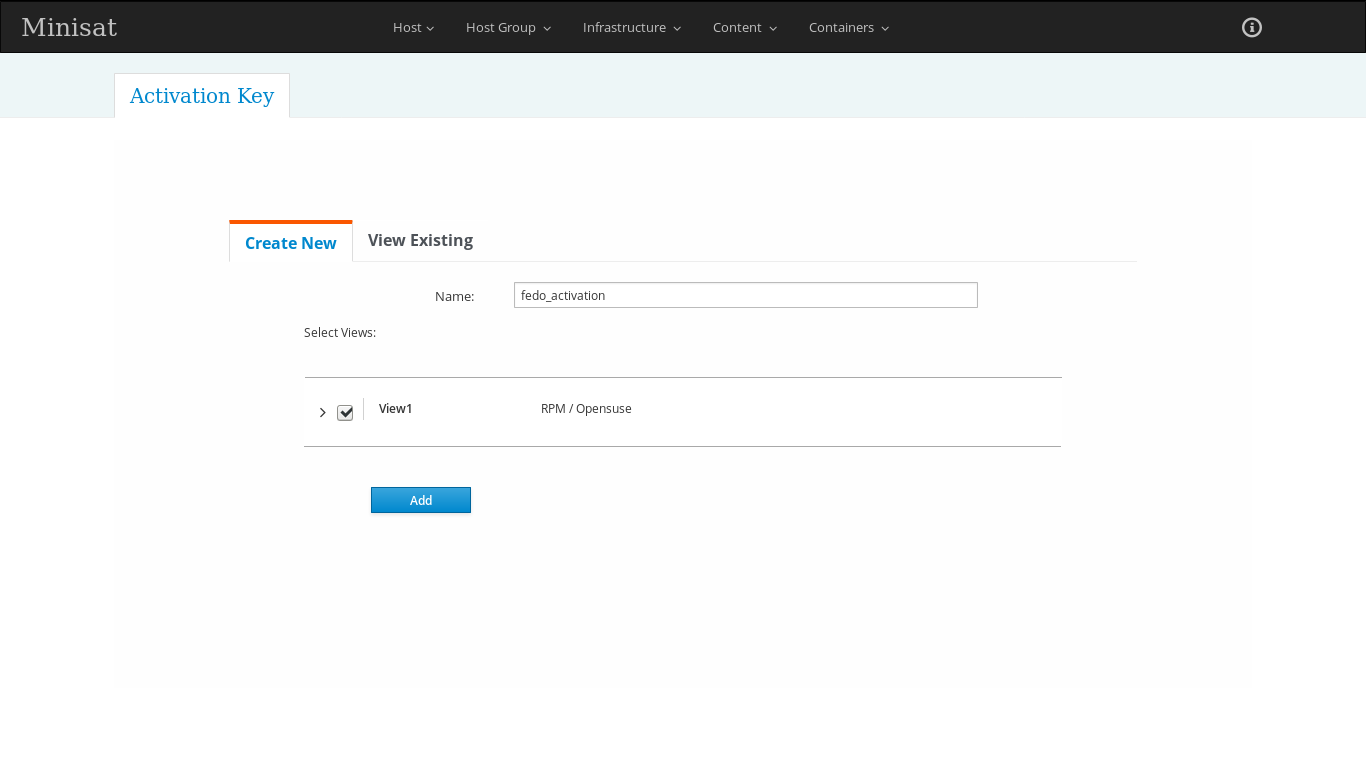 Minisat Host Host Group Infrastructure Content Containers
Activation Key
Create New View Existing
Name: fedo_activation
Select Views:
View1 RPM / Opensuse
Add